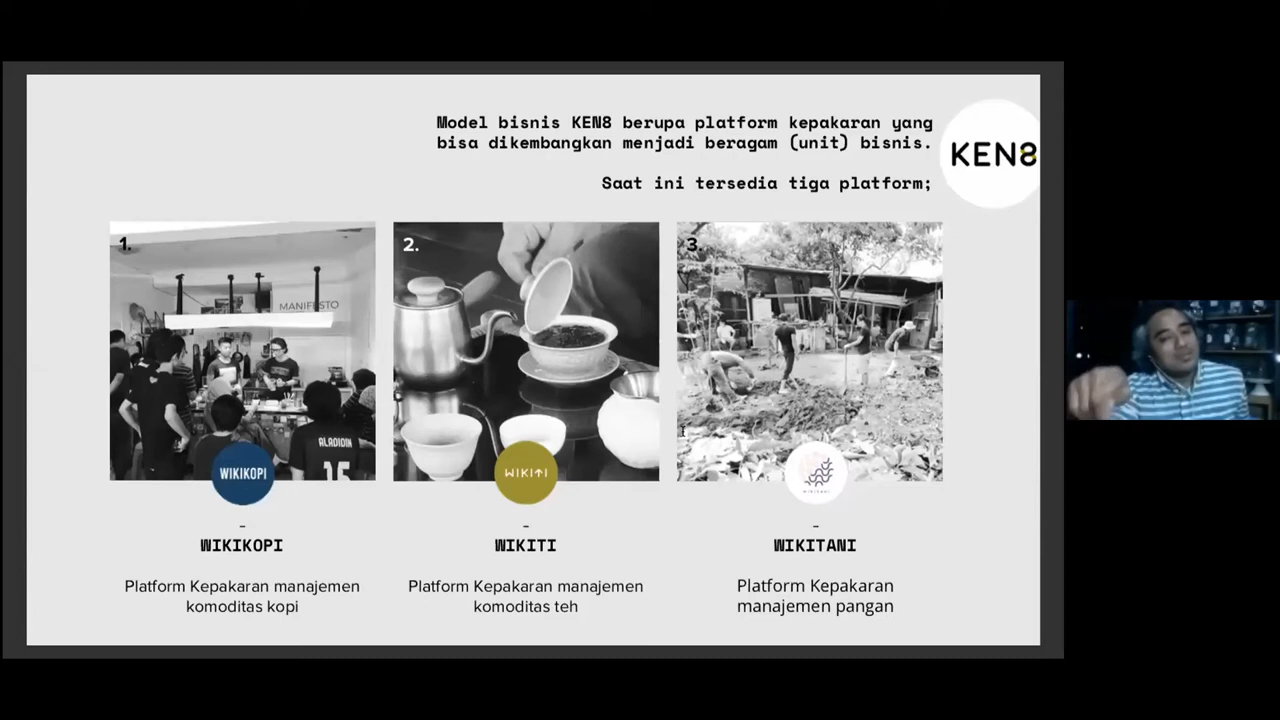 Model bisnis KEN8 berupa platform kepakaran yang
bisa dikembangkan menjadi beragam (unit) bisnis.
Saat ini tersedia tiga platform;
KEN8
1.
MANIFESTO
ALADIDIN
15
WIKIKOPI
2.
WIKITI
3.
WIKITANI
-
WIKIKOPI
Platform Kepakaran manajemen
komoditas kopi
-
WIKITI
Platform Kepakaran manajemen
komoditas teh
-
WIKITANI
Platform Kepakaran
manajemen pangan